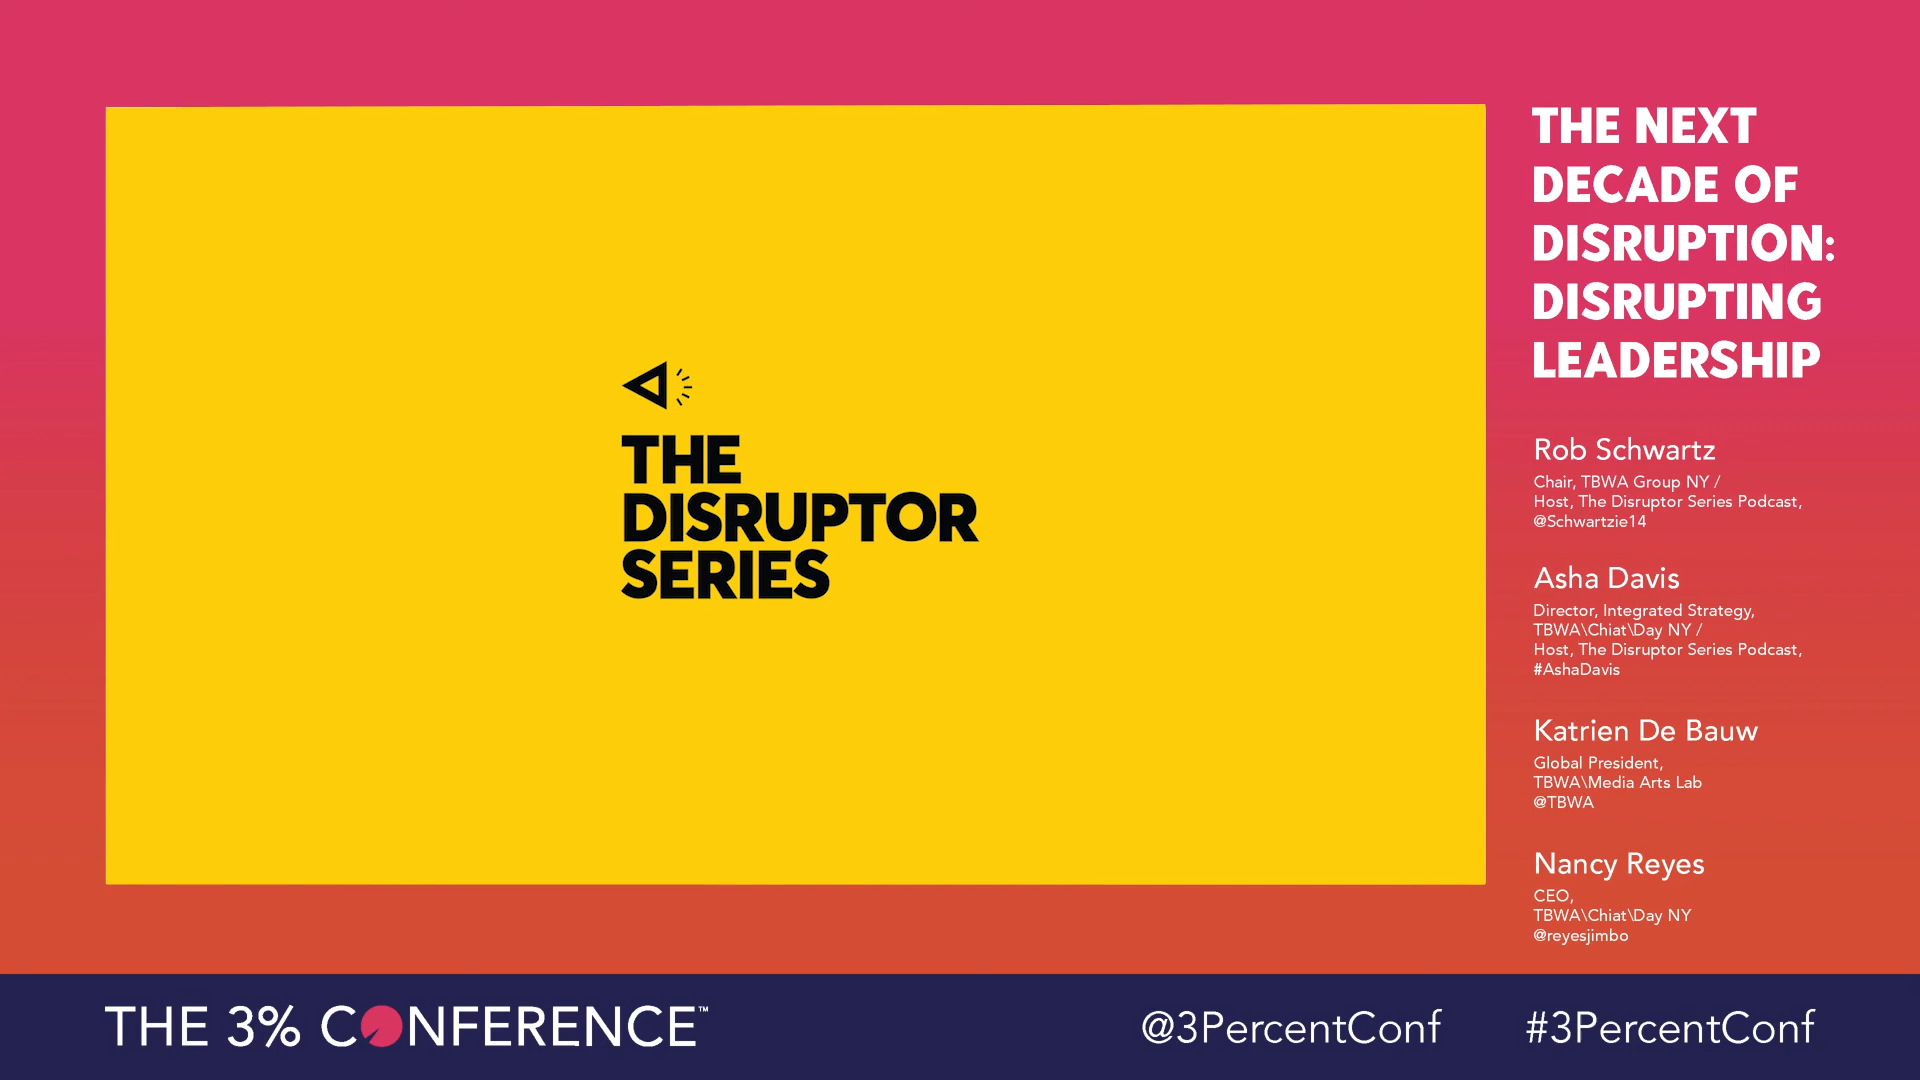 THE
DISRUPTOR
SERIES
THE NEXT
DECADE OF
DISRUPTION:
DISRUPTING
LEADERSHIP
Rob Schwartz
Chair, TBWA Group NY /
Host, The Disruptor Series Podcast,
@Schwartzie14
Asha Davis
Director, Integrated Strategy,
TBWA\Chiat\Day NY /
Host, The Disruptor Series Podcast,
#AshaDavis
Katrien De Bauw
Global President,
TBWA\Media Arts Lab
@TBWA
Nancy Reyes
CEO,
TBWA\Chiat\Day NY
@reyesjimbo
THE 3% CONFERENCE™
@3PercentConf
#3PercentConf